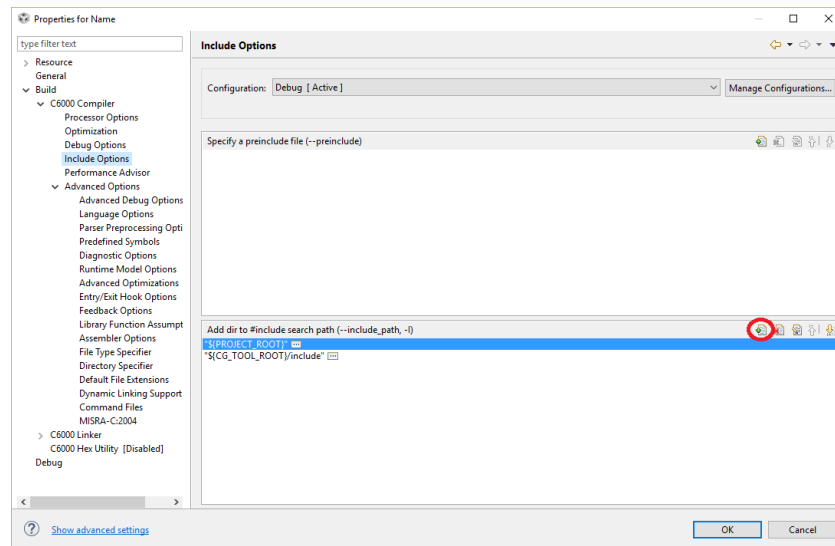 Properties for Name
type filter text
Include Options
Resource
General
Build
C6000 Compiler
Processor Options
Optimization
Debug Options
Include Options
Performance Advisor
Advanced Options
Advanced Debug Options
Language Options
Parser Preprocessing Opti
Predefined Symbols
Diagnostic Options
Runtime Model Options
Advanced Optimizations
Entry/Exit Hook Options
Feedback Options
Library Function Assumpt
Assembler Options
File Type Specifier
Directory Specifier
Default File Extensions
Dynamic Linking Support
Command Files
MISRA-C:2004
C6000 Linker
C6000 Hex Utility [Disabled]
Debug
Configuration: Debug [ Active ]
Manage Configurations...
Specify a preinclude file (--preinclude)
Add dir to #include search path (--include_path, -I)
"${PROJECT_ROOT}"
"${CG_TOOL_ROOT}/include"
Show advanced settings
OK
Cancel